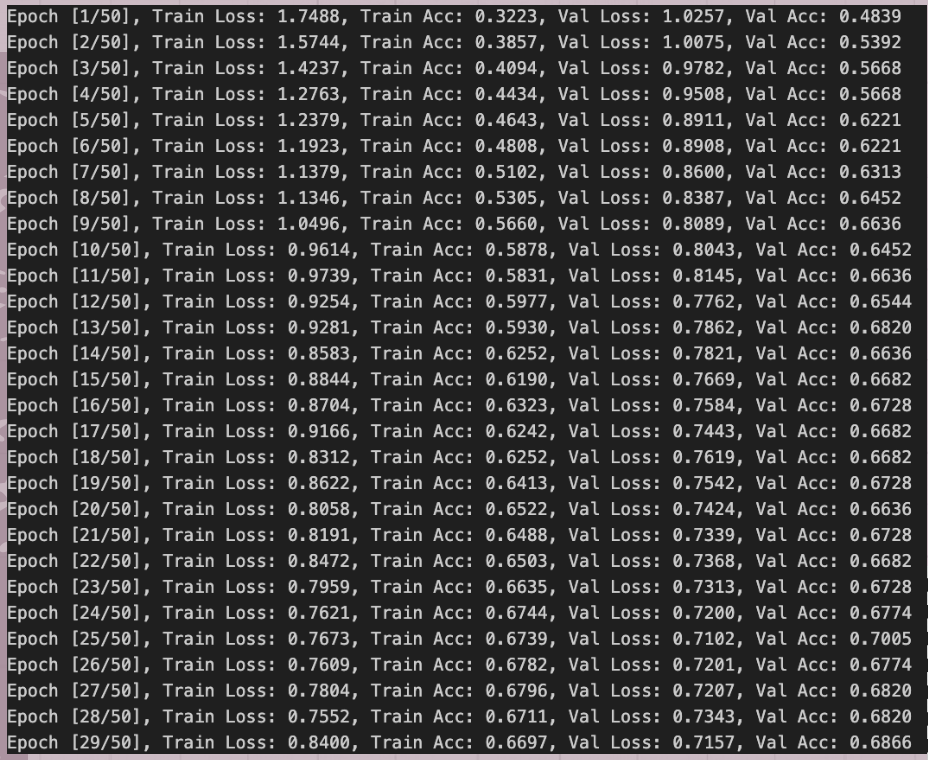 Epoch [1/50], Train Loss: 1.7488, Train Acc: 0.3223, Val Loss: 1.0257, Val Acc: 0.4839
Epoch [2/50], Train Loss: 1.5744, Train Acc: 0.3857, Val Loss: 1.0075, Val Acc: 0.5392
Epoch [3/50], Train Loss: 1.4237, Train Acc: 0.4094, Val Loss: 0.9782, Val Acc: 0.5668
Epoch [4/50], Train Loss: 1.2763, Train Acc: 0.4434, Val Loss: 0.9508, Val Acc: 0.5668
Epoch [5/50], Train Loss: 1.2379, Train Acc: 0.4643, Val Loss: 0.8911, Val Acc: 0.6221
Epoch [6/50], Train Loss: 1.1923, Train Acc: 0.4808, Val Loss: 0.8908, Val Acc: 0.6221
Epoch [7/50], Train Loss: 1.1379, Train Acc: 0.5102, Val Loss: 0.8600, Val Acc: 0.6313
Epoch [8/50], Train Loss: 1.1346, Train Acc: 0.5305, Val Loss: 0.8387, Val Acc: 0.6452
Epoch [9/50], Train Loss: 1.0496, Train Acc: 0.5660, Val Loss: 0.8089, Val Acc: 0.6636
Epoch [10/50], Train Loss: 0.9614, Train Acc: 0.5878, Val Loss: 0.8043, Val Acc: 0.6452
Epoch [11/50], Train Loss: 0.9739, Train Acc: 0.5831, Val Loss: 0.8145, Val Acc: 0.6636
Epoch [12/50], Train Loss: 0.9254, Train Acc: 0.5977, Val Loss: 0.7762, Val Acc: 0.6544
Epoch [13/50], Train Loss: 0.9281, Train Acc: 0.5930, Val Loss: 0.7862, Val Acc: 0.6820
Epoch [14/50], Train Loss: 0.8583, Train Acc: 0.6252, Val Loss: 0.7821, Val Acc: 0.6636
Epoch [15/50], Train Loss: 0.8844, Train Acc: 0.6190, Val Loss: 0.7669, Val Acc: 0.6682
Epoch [16/50], Train Loss: 0.8704, Train Acc: 0.6323, Val Loss: 0.7584, Val Acc: 0.6728
Epoch [17/50], Train Loss: 0.9166, Train Acc: 0.6242, Val Loss: 0.7443, Val Acc: 0.6682
Epoch [18/50], Train Loss: 0.8312, Train Acc: 0.6252, Val Loss: 0.7619, Val Acc: 0.6682
Epoch [19/50], Train Loss: 0.8622, Train Acc: 0.6413, Val Loss: 0.7542, Val Acc: 0.6728
Epoch [20/50], Train Loss: 0.8058, Train Acc: 0.6522, Val Loss: 0.7424, Val Acc: 0.6636
Epoch [21/50], Train Loss: 0.8191, Train Acc: 0.6488, Val Loss: 0.7339, Val Acc: 0.6728
Epoch [22/50], Train Loss: 0.8472, Train Acc: 0.6503, Val Loss: 0.7368, Val Acc: 0.6682
Epoch [23/50], Train Loss: 0.7959, Train Acc: 0.6635, Val Loss: 0.7313, Val Acc: 0.6728
Epoch [24/50], Train Loss: 0.7621, Train Acc: 0.6744, Val Loss: 0.7200, Val Acc: 0.6774
Epoch [25/50], Train Loss: 0.7673, Train Acc: 0.6739, Val Loss: 0.7102, Val Acc: 0.7005
Epoch [26/50], Train Loss: 0.7609, Train Acc: 0.6782, Val Loss: 0.7201, Val Acc: 0.6774
Epoch [27/50], Train Loss: 0.7804, Train Acc: 0.6796, Val Loss: 0.7207, Val Acc: 0.6820
Epoch [28/50], Train Loss: 0.7552, Train Acc: 0.6711, Val Loss: 0.7343, Val Acc: 0.6820
Epoch [29/50], Train Loss: 0.8400, Train Acc: 0.6697, Val Loss: 0.7157, Val Acc: 0.6866